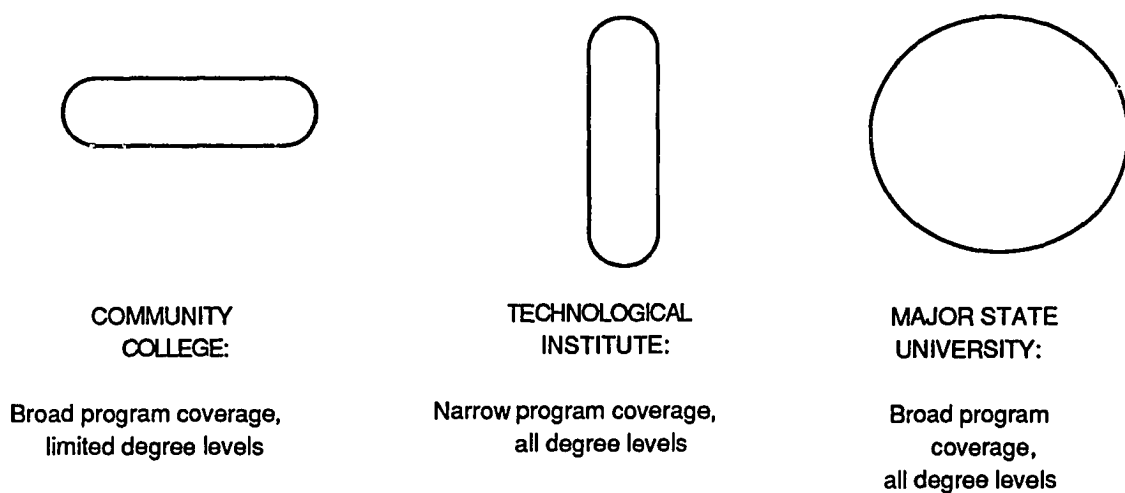 COMMUNITY
COLLEGE:
Broad program coverage,
limited degree levels
TECHNOLOGICAL
INSTITUTE:
Narrow program coverage,
all degree levels
MAJOR STATE
UNIVERSITY:
Broad program
coverage,
all degree levels